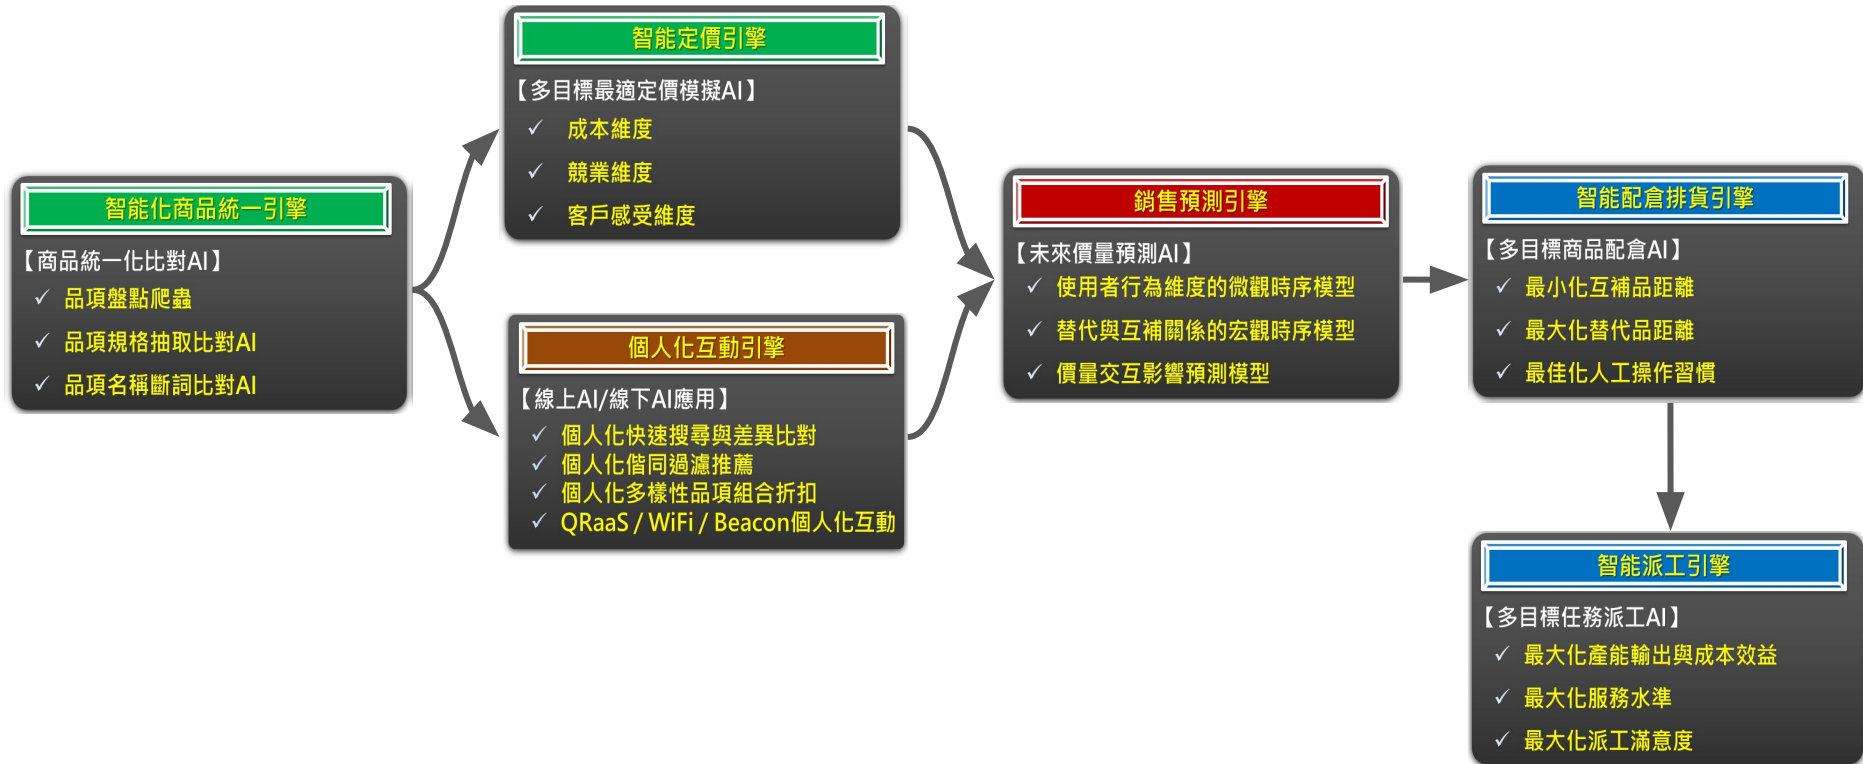 智能化商品統一引擎
【商品統一化比對AI】
✓ 品項盤點爬蟲
✓ 品項規格抽取比對AI
✓ 品項名稱斷詞比對AI
智能定價引擎
【多目標最適定價模擬AI】
✓ 成本維度
✓ 競業維度
✓ 客戶感受維度
個人化互動引擎
【線上AI/線下AI應用】
✓ 個人化快速搜尋與差異比對
✓ 個人化偕同過濾推薦
✓ 個人化多樣性品項組合折扣
✓ QRaaS / WiFi / Beacon個人化互動
銷售預測引擎
【未來價量預測AI】
✓ 使用者行為維度的微觀時序模型
✓ 替代與互補關係的宏觀時序模型
✓ 價量交互影響預測模型
智能配倉排貨引擎
【多目標商品配倉AI】
✓ 最小化互補品距離
✓ 最大化替代品距離
✓ 最佳化人工操作習慣
智能派工引擎
【多目標任務派工AI】
✓ 最大化產能輸出與成本效益
✓ 最大化服務水準
✓ 最大化派工滿意度